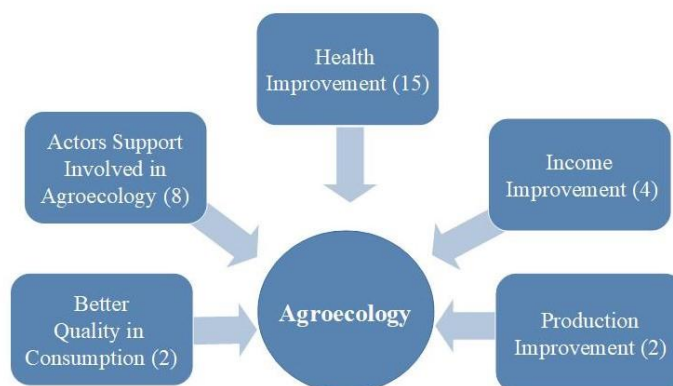 Health
Improvement (15)
Actors Support
Involved in
Agroecology (8)
Income
Improvement (4)
Better
Quality in
Consumption (2)
Agroecology
Production
Improvement (2)